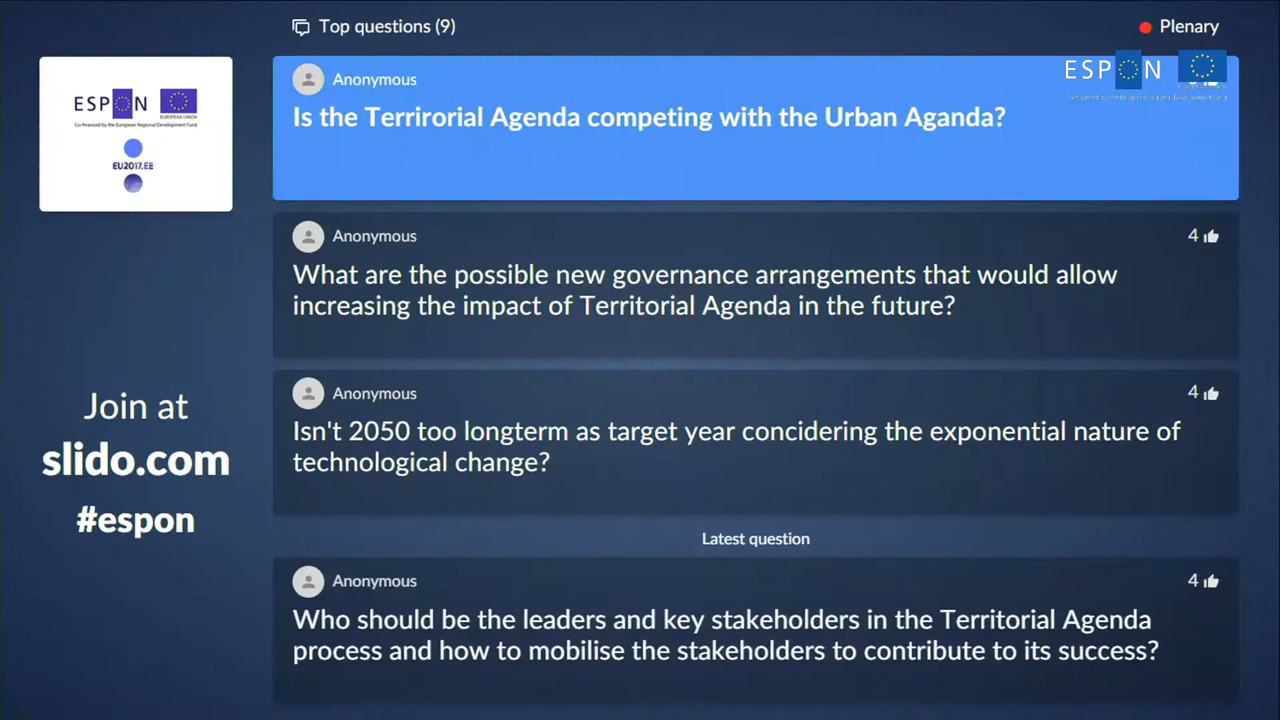 Top questions (9)
Plenary
ESPON
EUROPEAN UNION
Co-financed by the European Regional Development Fund
EU2017.EE
Anonymous
ESPON
Is the Terrirorial Agenda competing with the Urban Aganda?
Anonymous
4
What are the possible new governance arrangements that would allow
increasing the impact of Territorial Agenda in the future?
Anonymous
4
Isn't 2050 too longterm as target year concidering the exponential nature of
technological change?
Join at
slido.com
#espon
Latest question
Anonymous
4
Who should be the leaders and key stakeholders in the Territorial Agenda
process and how to mobilise the stakeholders to contribute to its success?